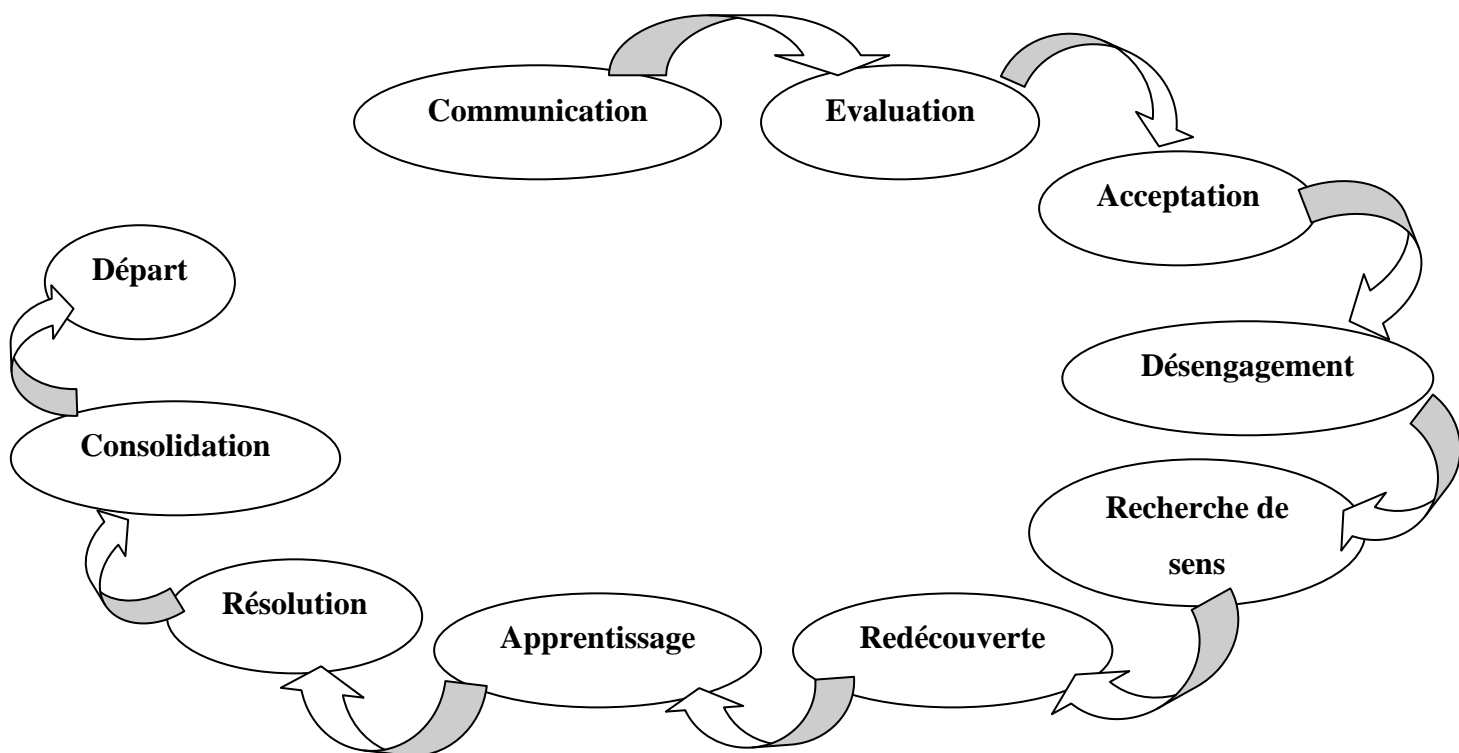 Communication
Evaluation
Acceptation
Désengagement
Recherche de
sens
Redécouverte
Apprentissage
Résolution
Consolidation
Départ